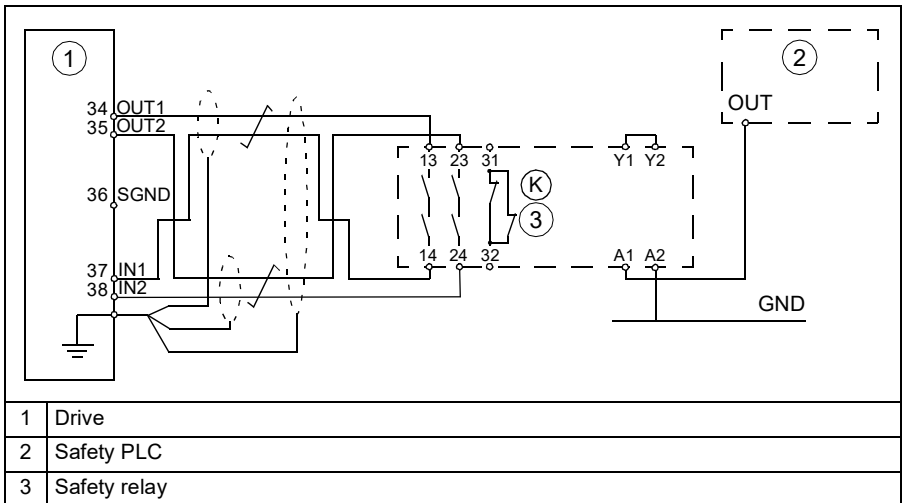 1
2
OUT
34 OUT1
35 OUT2
13 23 31 Y1 Y2
K
36 SGND
3
14 24 32 A1 A2
37 IN1
38 IN2
GND
1 Drive
2 Safety PLC
3 Safety relay